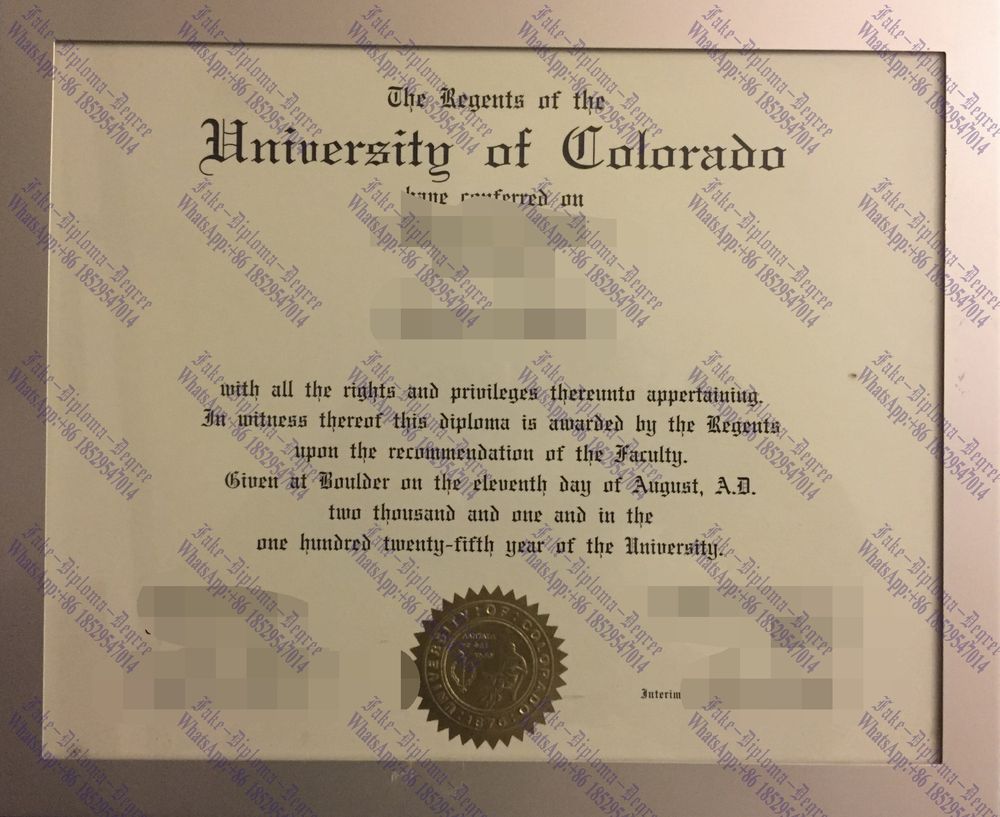 The Regents of the
University of Colorado
have conferred on
with all the rights and privileges thereunto appertaining.
In witness thereof this diploma is awarded by the Regents
upon the recommendation of the Faculty.
Given at Boulder on the eleventh day of August, A.D.
two thousand and one and in the
one hundred twenty-fifth year of the University.
UNIVERSITY OF COLORADO
1876
Interim
Fake-Diploma-Degree
WhatsApp:+86 18529547014